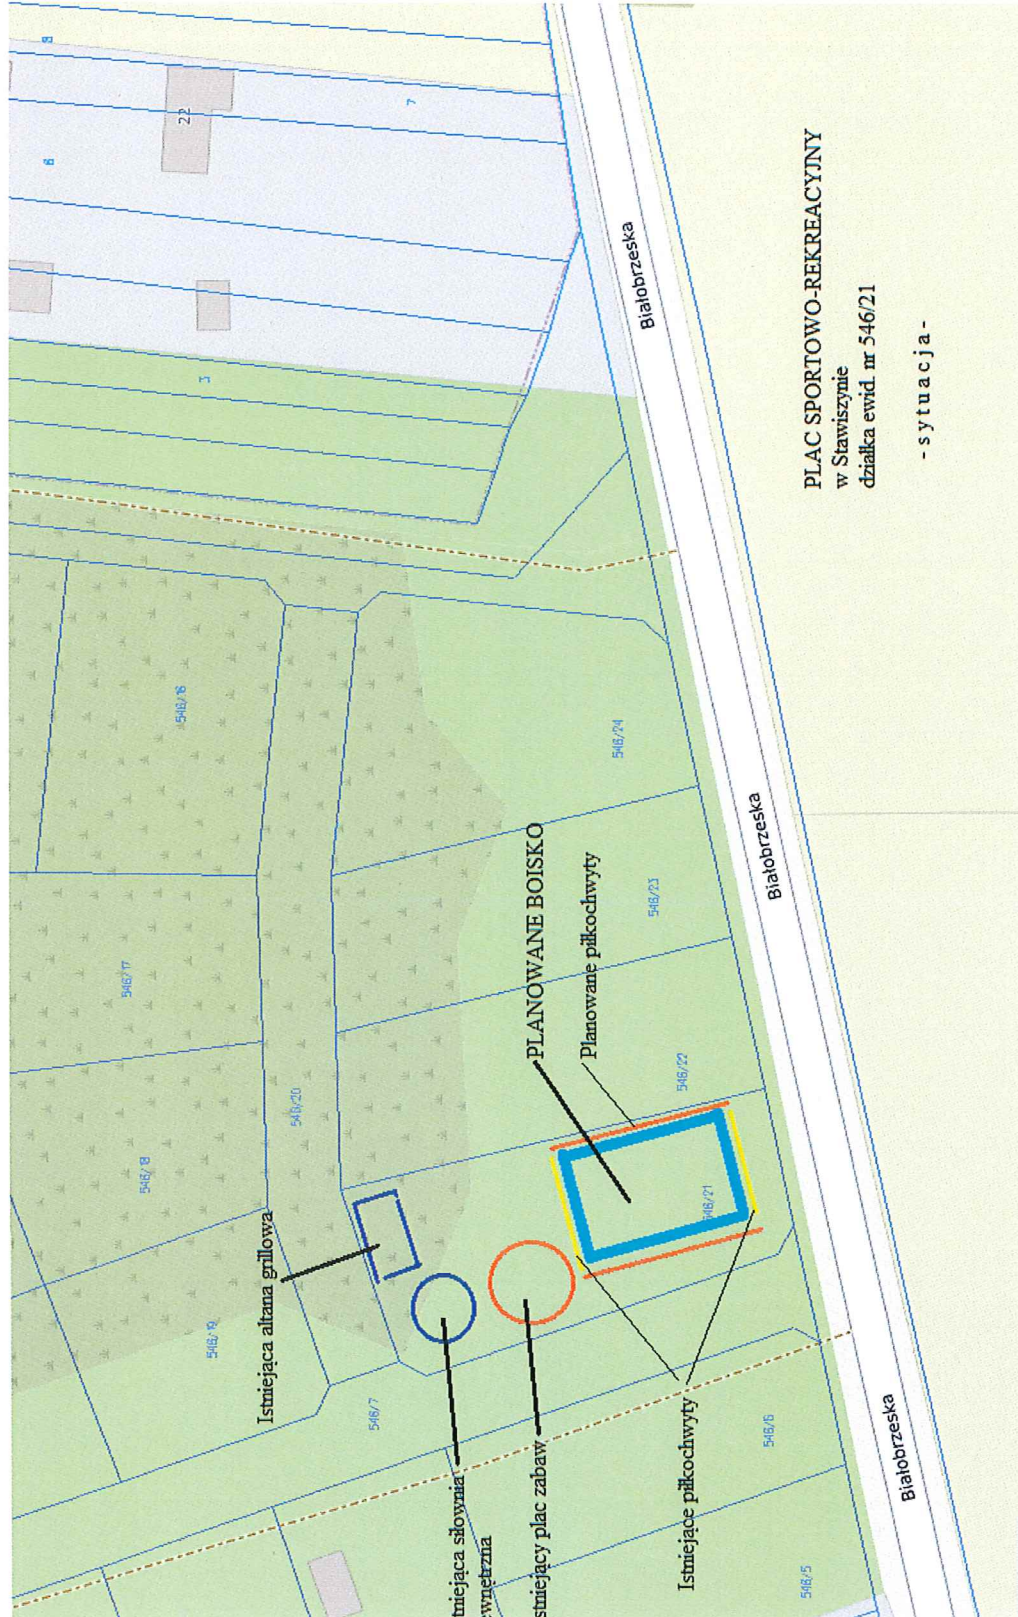 PLAC SPORTOWO-REKREACYJNY
w Stawiszynie
działka ewid. nr 546/21
- s y t u a c j a -
8
6
22
7
3
Białobrzeska
546/16
546/24
Białobrzeska
546/17
546/23
PLANOWANE BOISKO
Planowane piłkochwyty
546/18
546/20
546/22
546/21
Istniejąca altana grillowa
546/19
546/7
tniejąca siłownia
ewnętrzna
stniejący plac zabaw
Istniejące piłkochwyty
546/6
Białobrzeska
546/5